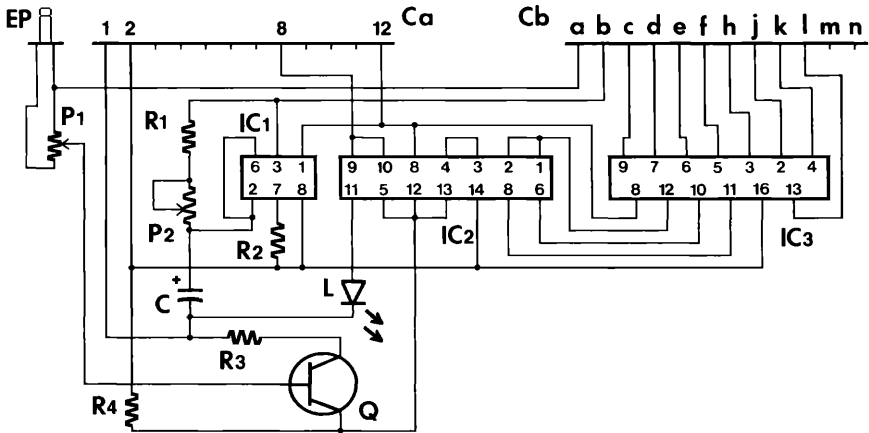 EP 1 2 8 12 Ca Cb a b c d e f h j k l m n
P1 R1 IC1
6 3 1 9 10 8 4 3 2 1 9 7 6 5 3 2 4
2 7 8 11 5 12 13 14 8 6 8 12 10 11 16 13
P2 R2 IC2 IC3
+
C L
R3
R4 Q